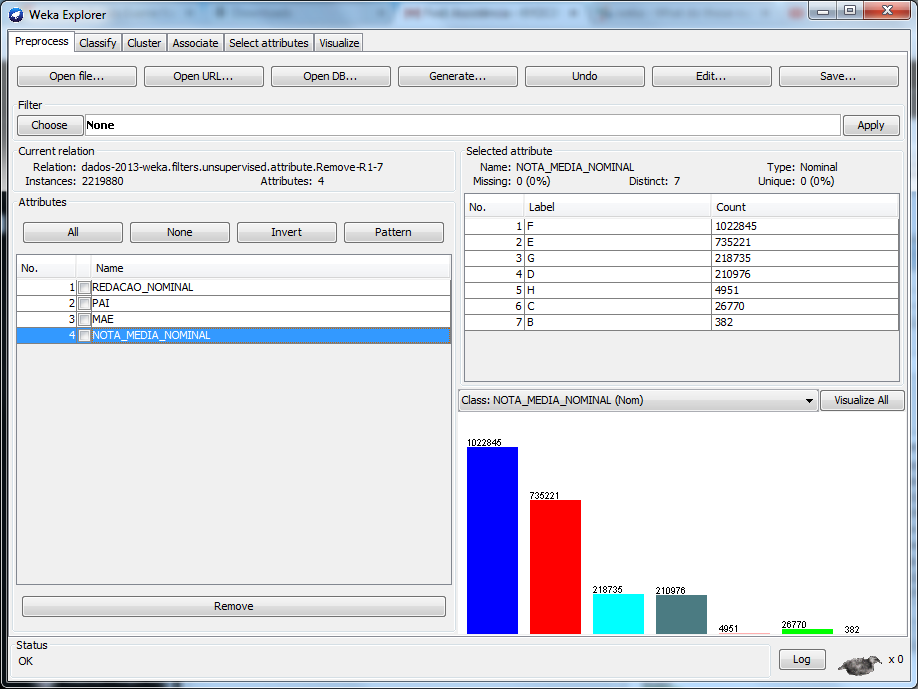 Weka Explorer
Preprocess Classify Cluster Associate Select attributes Visualize
Open file... Open URL... Open DB... Generate... Undo Edit... Save...
Filter
Choose None Apply
Current relation
Relation: dados-2013-weka.filters.unsupervised.attribute.Remove-R1-7
Instances: 2219880 Attributes: 4
Attributes
All None Invert Pattern
No. Name
1 REDACAO_NOMINAL
2 PAI
3 MAE
4 NOTA_MEDIA_NOMINAL
Remove
Selected attribute
Name: NOTA_MEDIA_NOMINAL Type: Nominal
Missing: 0 (0%) Distinct: 7 Unique: 0 (0%)
No. Label Count
1 F 1022845
2 E 735221
3 G 218735
4 D 210976
5 H 4951
6 C 26770
7 B 382
Class: NOTA_MEDIA_NOMINAL (Nom) Visualize All
1022845
735221
218735
210976
4951
26770
382
Status
OK
Log x 0